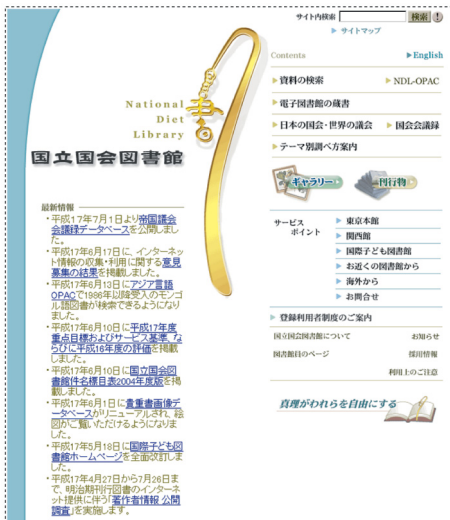 サイト内検索 検索
サイトマップ
Contents English
資料の検索 NDL-OPAC
電子図書館の蔵書
日本の国会・世界の議会 国会会議録
テーマ別調べ方案内
National
Diet
Library
国立国会図書館
ギャラリー 刊行物
最新情報
・平成17年7月1日より帝国議会
会議録データベースを公開しまし
た。
・平成17年6月17日に、インターネッ
ト情報の収集・利用に関する意見
募集の結果を掲載しました。
・平成17年6月13日にアジア言語
OPACで1986年以降受入のモンゴ
ル語図書が検索できるようになり
ました。
・平成17年6月10日に平成17年度
重点目標およびサービス基準、な
らびに平成16年度の評価を掲載
しました。
・平成17年6月10日に国立国会図
書館件名標目表2004年度版を掲
載しました。
・平成17年6月1日に貴重書画像デ
ータベースがリニューアルされ、絵
図がご覧いただけるようになりま
した。
・平成17年5月18日に国際子ども図
書館ホームページを全面改訂しま
した。
・平成17年4月27日から7月26日ま
で、明治期刊行図書のインターネ
ット提供に伴う「著作者情報 公開
調査」を実施します。
サービス
ポイント
東京本館
関西館
国際子ども図書館
お近くの図書館から
海外から
お問合せ
登録利用者制度のご案内
国立国会図書館について お知らせ
図書館員のページ 採用情報
利用上のご注意
真理がわれらを自由にする